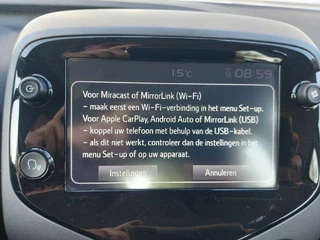 15°C
08:59
Voor Miracast of MirrorLink (Wi-Fi)
– maak eerst een Wi-Fi-verbinding in het menu Set-up.
Voor Apple CarPlay, Android Auto of MirrorLink (USB)
– koppel uw telefoon met behulp van de USB-kabel.
– als dit niet werkt, controleer dan de instellingen in het
menu Set-up of op uw apparaat.
Instellingen
Annuleren